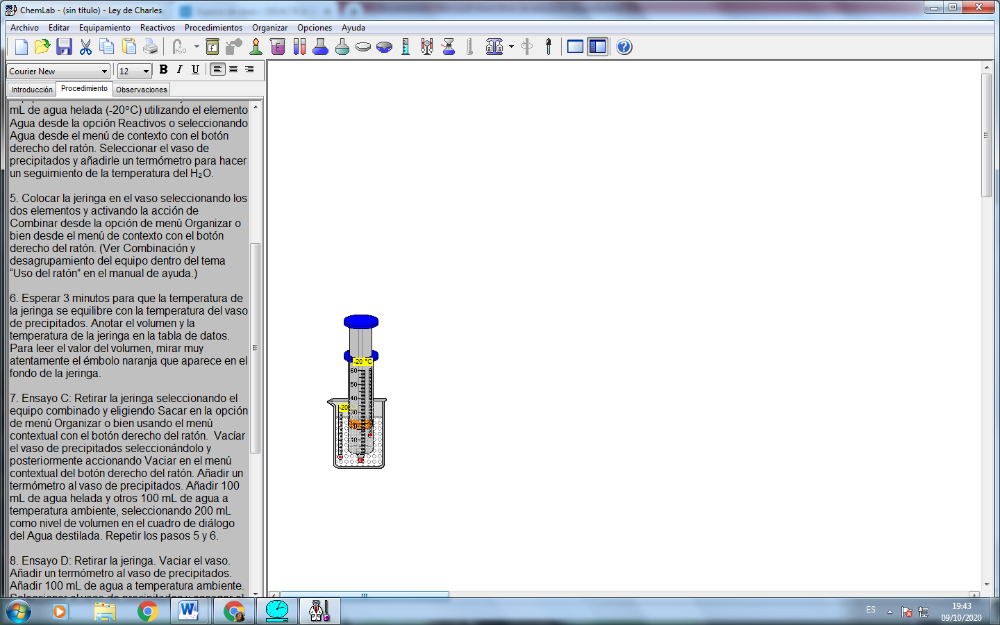 ChemLab - (sin título) - Ley de Charles
Archivo Editar Equipamiento Reactivos Procedimientos Organizar Opciones Ayuda
H₂O
F
E
Courier New 12 B I U
Introducción Procedimiento Observaciones
mL de agua helada (-20°C) utilizando el elemento
Agua desde la opción Reactivos o seleccionando
Agua desde el menú de contexto con el botón
derecho del ratón. Seleccionar el vaso de
precipitados y añadirle un termómetro para hacer
un seguimiento de la temperatura del H₂O.
5. Colocar la jeringa en el vaso seleccionando los
dos elementos y activando la acción de
Combinar desde la opción de menú Organizar o
bien desde el menú de contexto con el botón
derecho del ratón. (Ver Combinación y
desagrupamiento del equipo dentro del tema
“Uso del ratón” en el manual de ayuda.)
6. Esperar 3 minutos para que la temperatura de
la jeringa se equilibre con la temperatura del vaso
de precipitados. Anotar el volumen y la
temperatura de la jeringa en la tabla de datos.
Para leer el valor del volumen, mirar muy
atentamente el émbolo naranja que aparece en el
fondo de la jeringa.
7. Ensayo C: Retirar la jeringa seleccionando el
equipo combinado y eligiendo Sacar en la opción
de menú Organizar o bien usando el menú
contextual con el botón derecho del ratón. Vacíar
el vaso de precipitados seleccionándolo y
posteriormente accionando Vaciar en el menú
contextual del botón derecho del ratón. Añadir un
termómetro al vaso de precipitados. Añadir 100
mL de agua helada y otros 100 mL de agua a
temperatura ambiente, seleccionando 200 mL
como nivel de volumen en el cuadro de diálogo
del Agua destilada. Repetir los pasos 5 y 6.
8. Ensayo D: Retirar la jeringa. Vaciar el vaso.
Añadir un termómetro al vaso de precipitados.
Añadir 100 mL de agua a temperatura ambiente.
-20 °C
60
50
40
-20
30
20
10
ES
19:43
09/10/2020